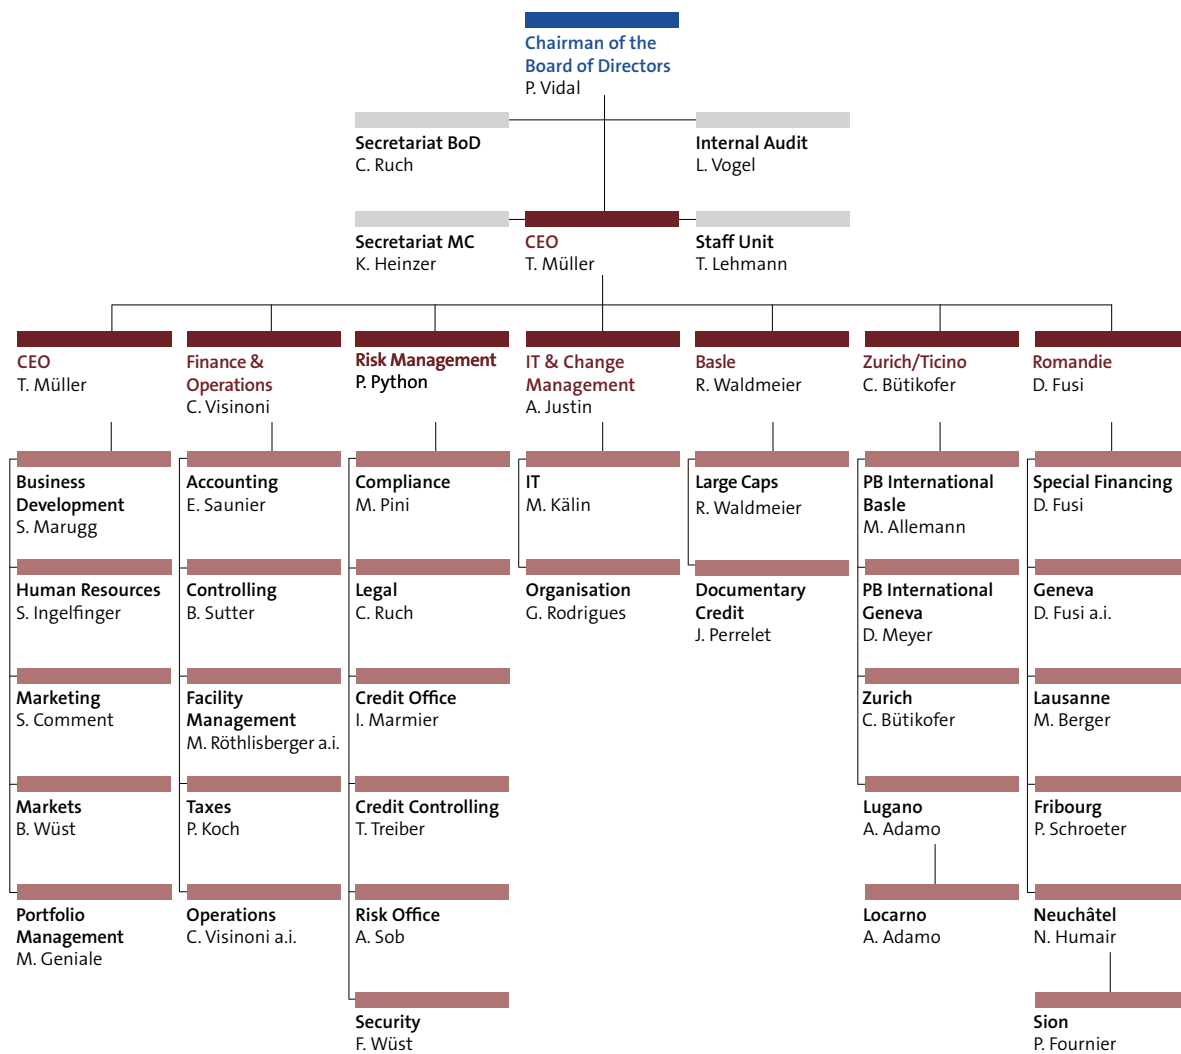 Chairman of the
Board of Directors
P. Vidal
Secretariat BoD
C. Ruch
Internal Audit
L. Vogel
Secretariat MC
K. Heinzer
CEO
T. Müller
Staff Unit
T. Lehmann
CEO
T. Müller
Finance &
Operations
C. Visinoni
Risk Management
P. Python
IT & Change
Management
A. Justin
Basle
R. Waldmeier
Zurich/Ticino
C. Bütikofer
Romandie
D. Fusi
Business
Development
S. Marugg
Human Resources
S. Ingelfinger
Marketing
S. Comment
Markets
B. Wüst
Portfolio
Management
M. Geniale
Accounting
E. Saunier
Controlling
B. Sutter
Facility
Management
M. Röthlisberger a.i.
Taxes
P. Koch
Operations
C. Visinoni a.i.
Compliance
M. Pini
Legal
C. Ruch
Credit Office
I. Marmier
Credit Controlling
T. Treiber
Risk Office
A. Sob
Security
F. Wüst
IT
M. Kälin
Organisation
G. Rodrigues
Large Caps
R. Waldmeier
Documentary
Credit
J. Perrelet
PB International
Basle
M. Allemann
PB International
Geneva
D. Meyer
Zurich
C. Bütikofer
Lugano
A. Adamo
Locarno
A. Adamo
Special Financing
D. Fusi
Geneva
D. Fusi a.i.
Lausanne
M. Berger
Fribourg
P. Schroeter
Neuchâtel
N. Humair
Sion
P. Fournier